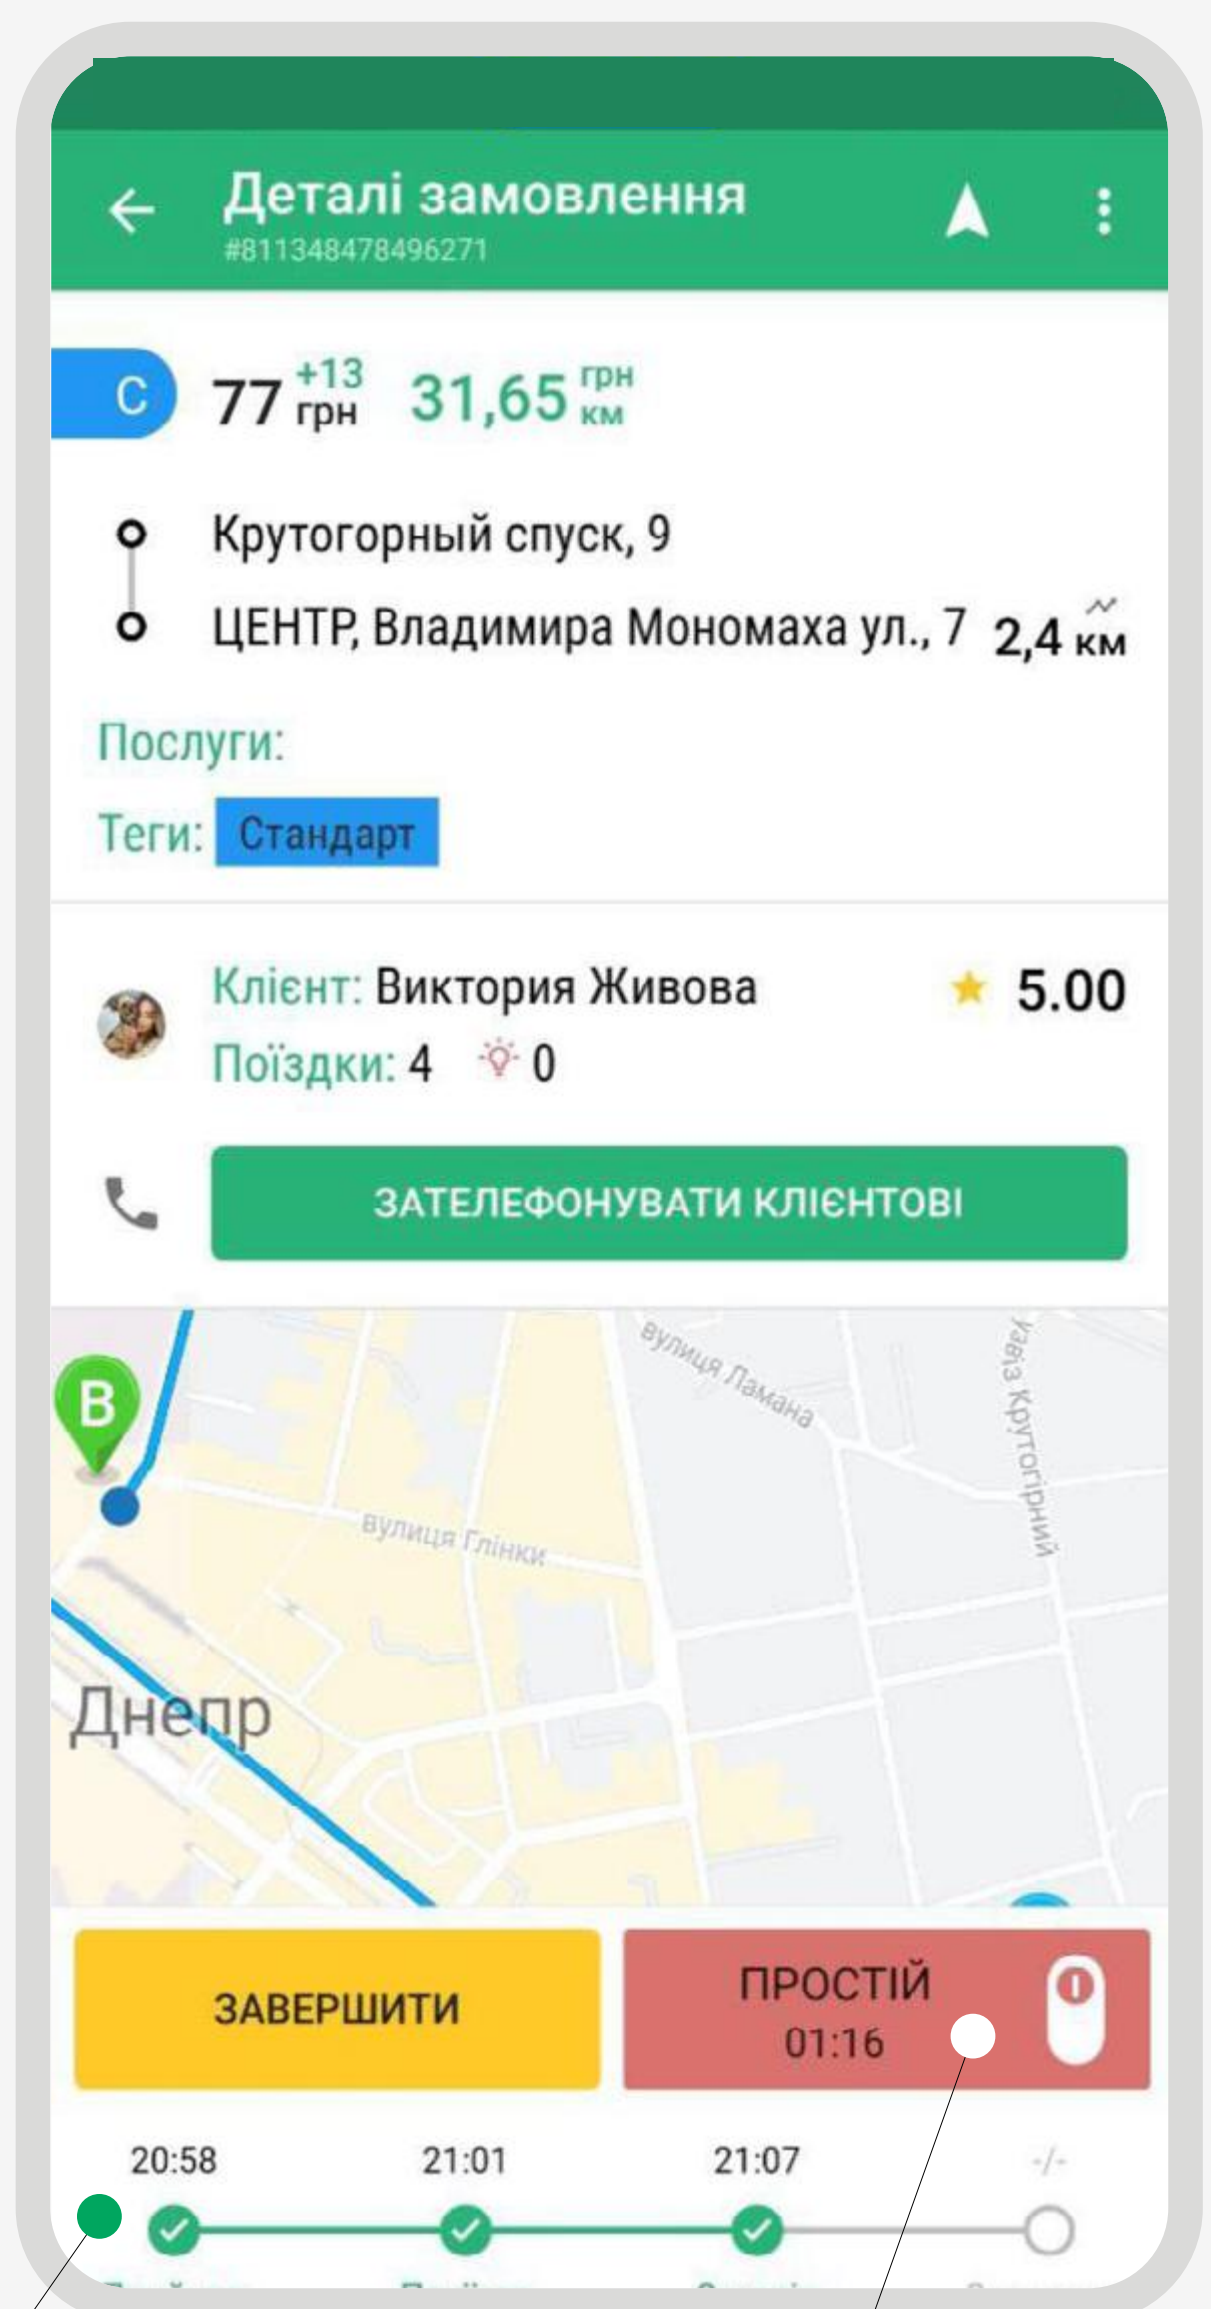 Деталі замовлення
#811348478496271
C 77 +13 грн 31,65 грн км
Крутогорный спуск, 9
ЦЕНТР, Владимира Мономаха ул., 7 2,4 км
Послуги:
Теги: Стандарт
Клієнт: Виктория Живова 5.00
Поїздки: 4 0
ЗАТЕЛЕФОНУВАТИ КЛІЄНТОВІ
вулиця Ламана
узвіз Крутогірний
B
вулиця Глінки
Днепр
ЗАВЕРШИТИ
ПРОСТІЙ
01:16
20:58 21:01 21:07 -/-